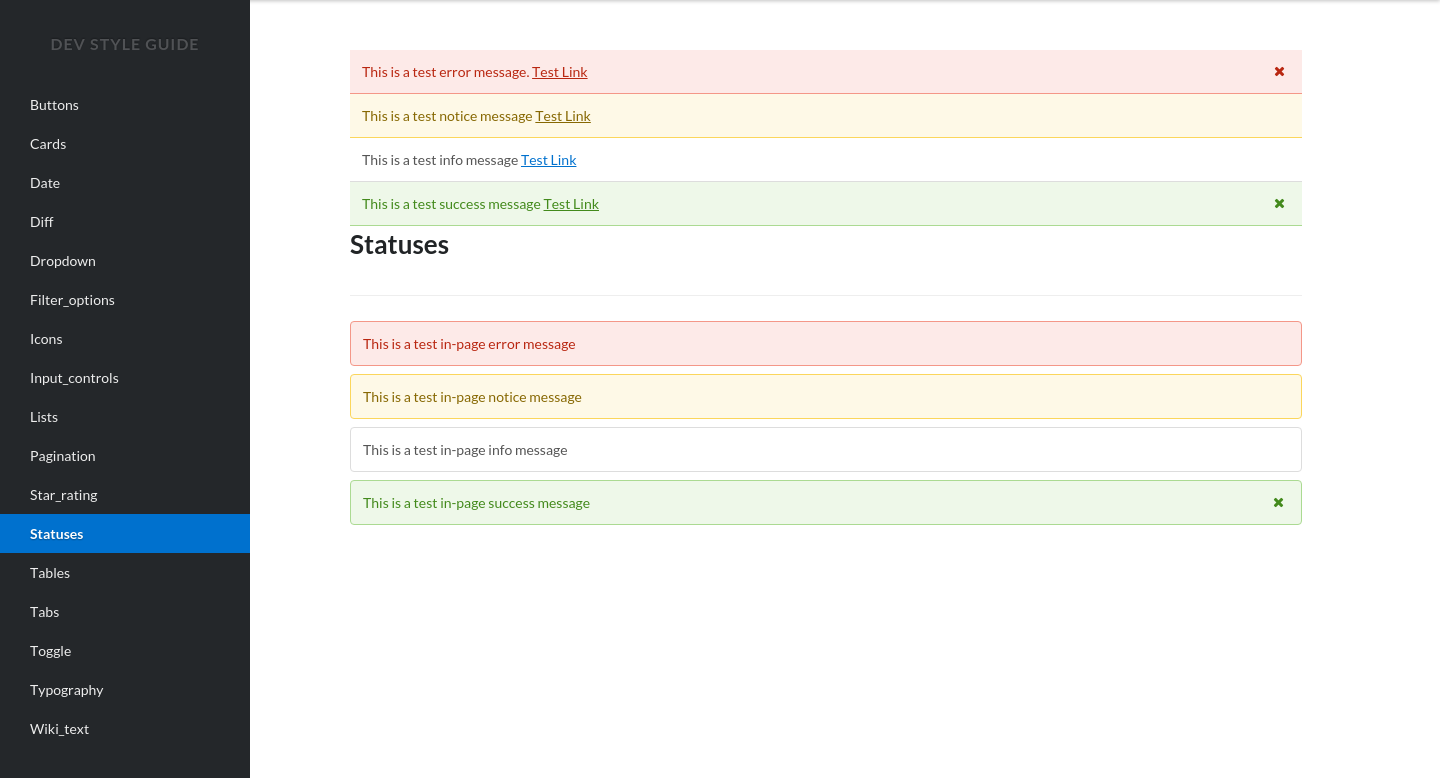 DEV STYLE GUIDE
Buttons
Cards
Date
Diff
Dropdown
Filter_options
Icons
Input_controls
Lists
Pagination
Star_rating
Statuses
Tables
Tabs
Toggle
Typography
Wiki_text
This is a test error message. Test Link
This is a test notice message Test Link
This is a test info message Test Link
This is a test success message Test Link
Statuses
This is a test in-page error message
This is a test in-page notice message
This is a test in-page info message
This is a test in-page success message